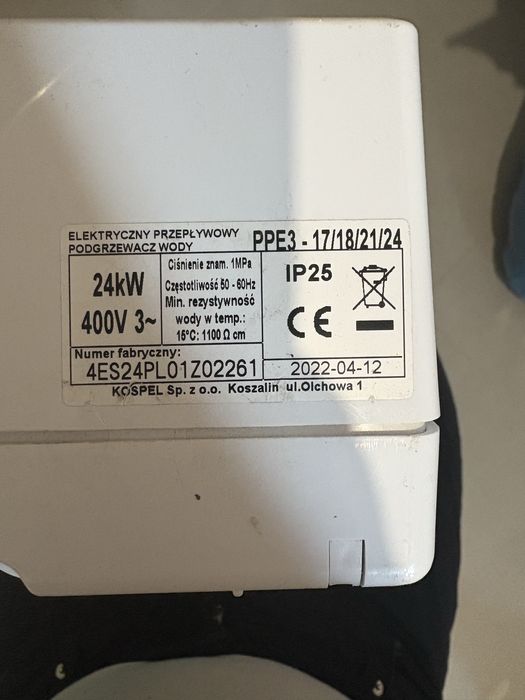 ELEKTRYCZNY PRZEPŁYWOWY
PODGRZEWACZ WODY
PPE3 - 17/18/21/24
24kW
400V 3~
Ciśnienie znam. 1MPa
Częstotliwość 50 - 60Hz
Min. rezystywność
wody w temp.:
15°C: 1100 Ω cm
IP25
CE
Numer fabryczny:
4ES24PL01Z02261
2022-04-12
KOSPEL Sp. z o.o. Koszalin ul.Olchowa 1